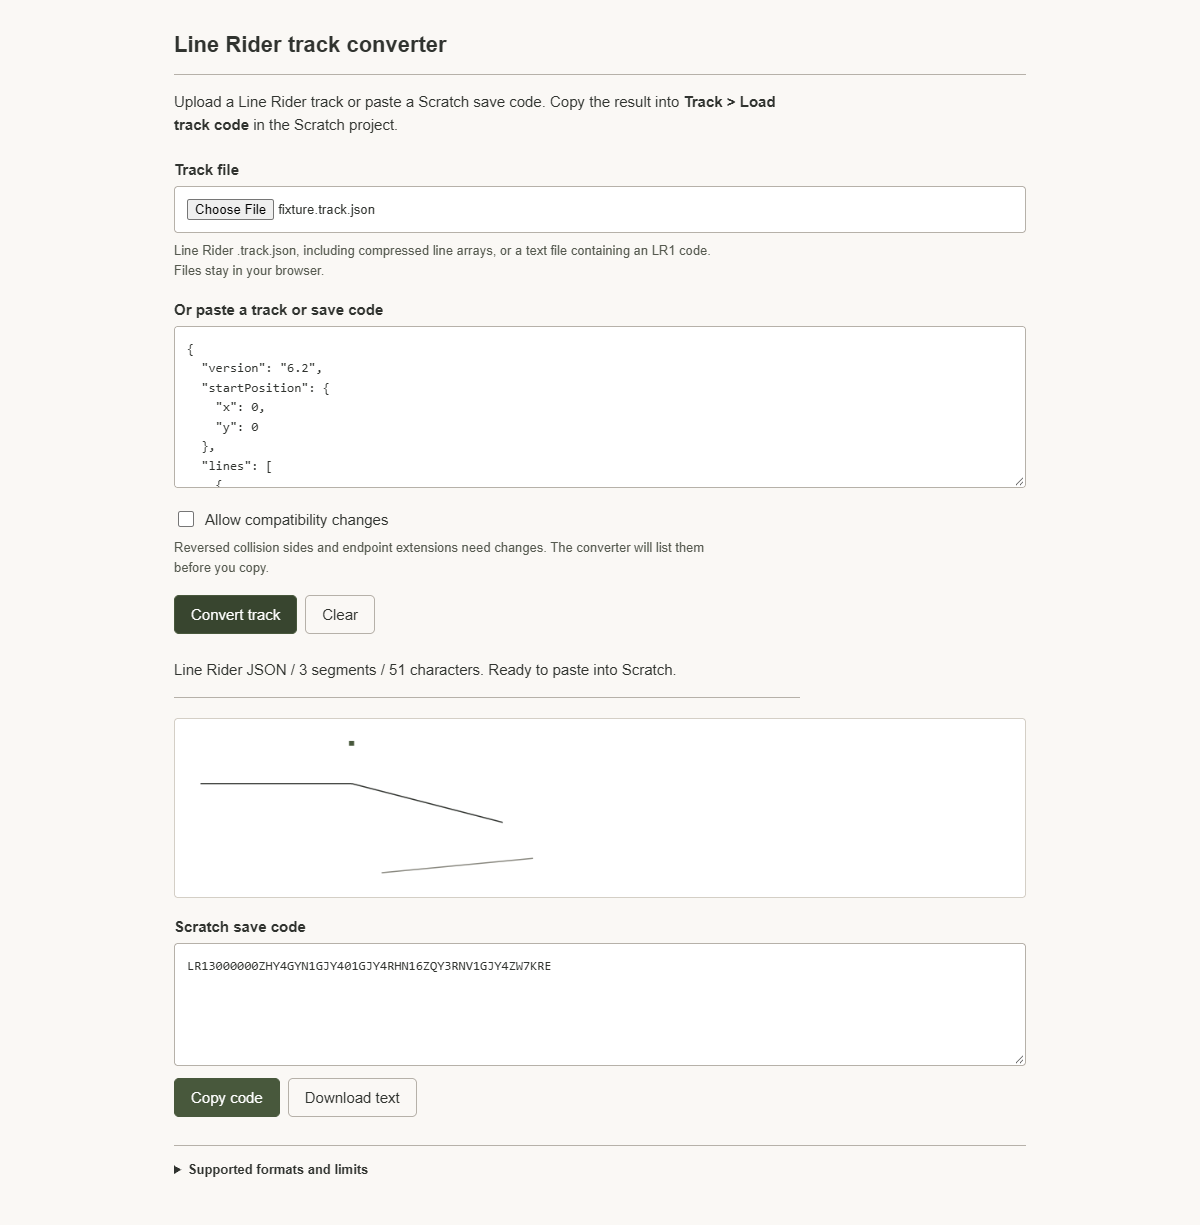 Line Rider track converter
Upload a Line Rider track or paste a Scratch save code. Copy the result into Track > Load
track code in the Scratch project.
Track file
Choose File fixture.track.json
Line Rider .track.json, including compressed line arrays, or a text file containing an LR1 code.
Files stay in your browser.
Or paste a track or save code
{
  "version": "6.2",
  "startPosition": {
    "x": 0,
    "y": 0
  },
  "lines": [
    {
Allow compatibility changes
Reversed collision sides and endpoint extensions need changes. The converter will list them
before you copy.
Convert track Clear
Line Rider JSON / 3 segments / 51 characters. Ready to paste into Scratch.
Scratch save code
LR13000000ZHY4GYN1GJY401GJY4RHN16ZQY3RNV1GJY4ZW7KRE
Copy code Download text
Supported formats and limits